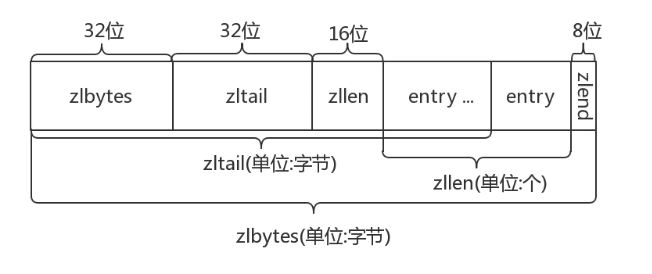 32位 32位 16位 8位
zlbytes zltail zllen entry ... entry zlend
zltail(单位:字节)
zllen(单位:个)
zlbytes(单位:字节)